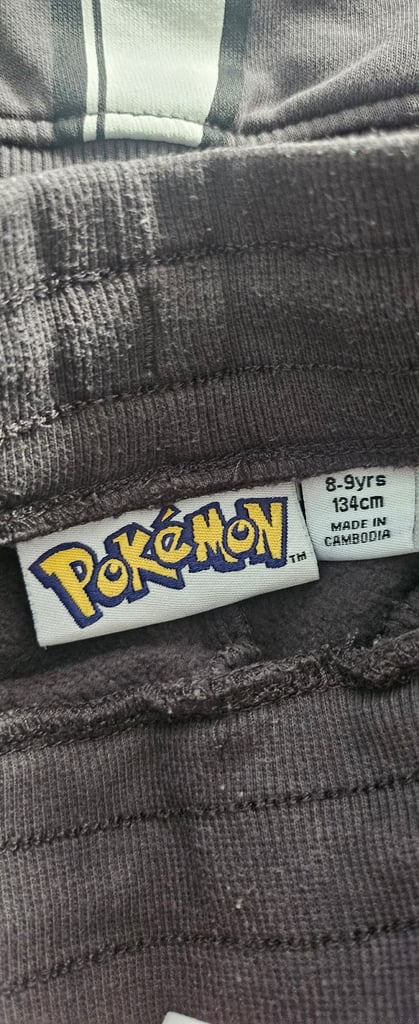 POKéMON TM
8-9yrs
134cm
MADE IN
CAMBODIA